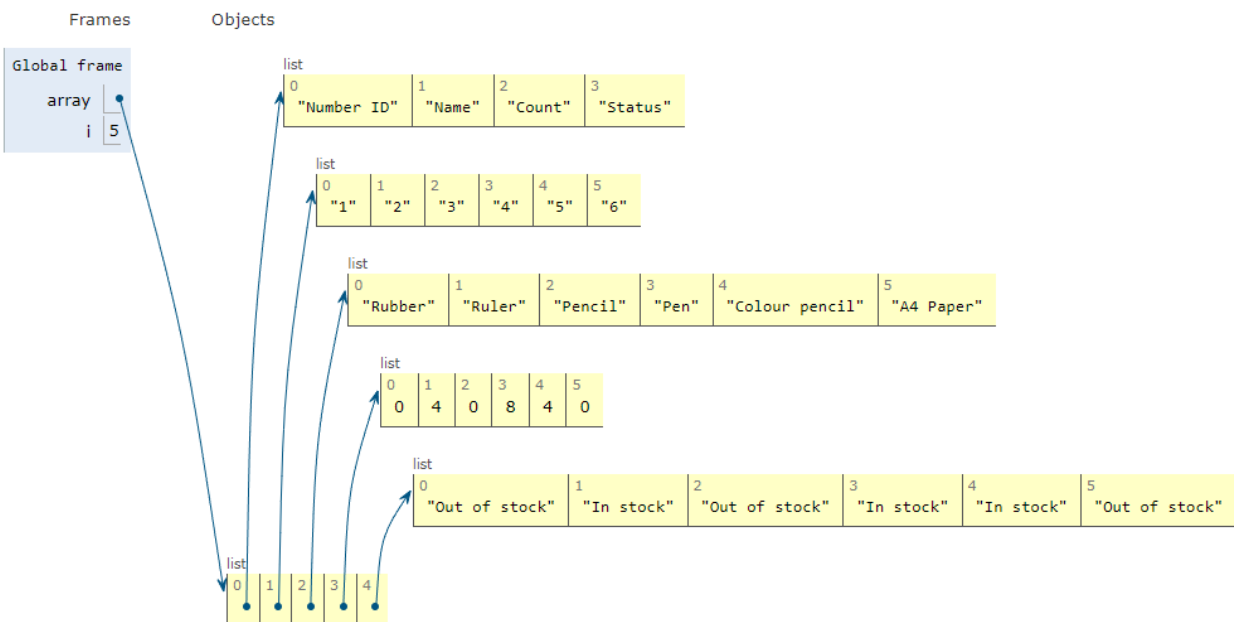 Frames Objects
Global frame
array
i 5
list
0 1 2 3
"Number ID" "Name" "Count" "Status"
list
0 1 2 3 4 5
"1" "2" "3" "4" "5" "6"
list
0 1 2 3 4 5
"Rubber" "Ruler" "Pencil" "Pen" "Colour pencil" "A4 Paper"
list
0 1 2 3 4 5
0 4 0 8 4 0
list
0 1 2 3 4 5
"Out of stock" "In stock" "Out of stock" "In stock" "In stock" "Out of stock"
list
0 1 2 3 4